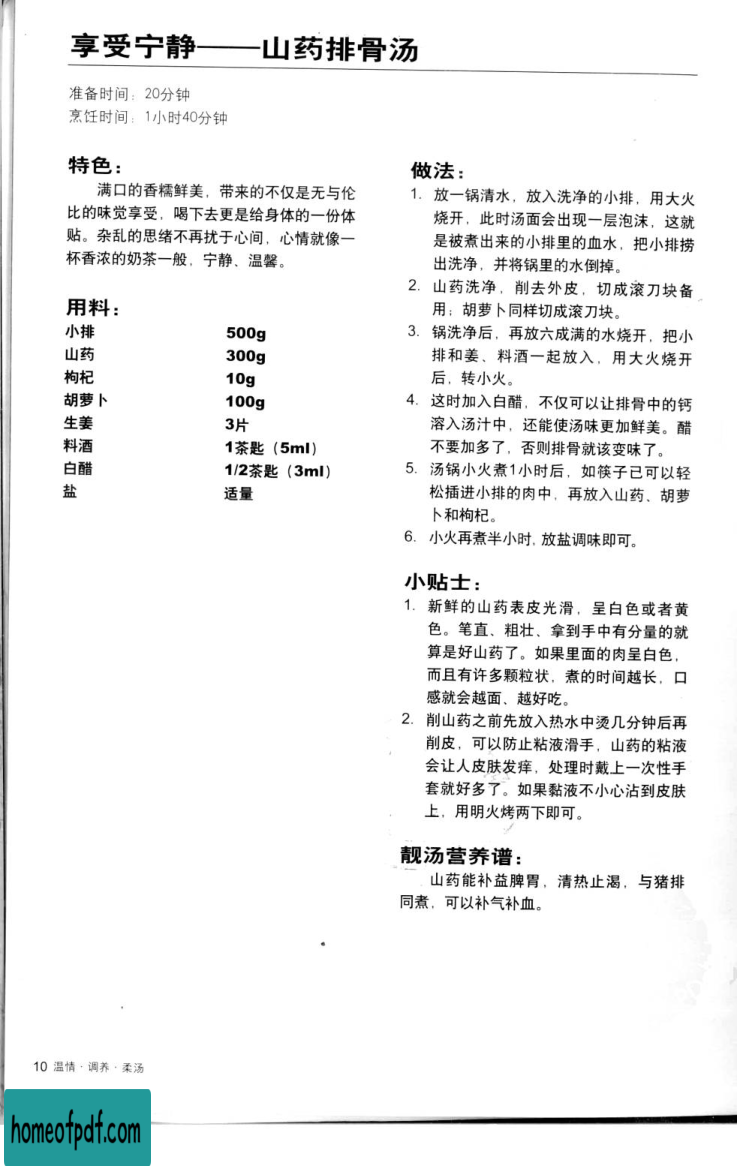 享受宁静——山药排骨汤
准备时间：20分钟
烹饪时间：1小时40分钟
特色：
满口的香糯鲜美，带来的不仅是无与伦
比的味觉享受，喝下去更是给身体的一份体
贴。杂乱的思绪不再扰于心间，心情就像一
杯香浓的奶茶一般，宁静、温馨。
用料：
小排 500g
山药 300g
枸杞 10g
胡萝卜 100g
生姜 3片
料酒 1茶匙（5ml）
白醋 1/2茶匙（3ml）
盐 适量
做法：
1. 放一锅清水，放入洗净的小排，用大火
烧开，此时汤面会出现一层泡沫，这就
是被煮出来的小排里的血水，把小排捞
出洗净，并将锅里的水倒掉。
2. 山药洗净，削去外皮，切成滚刀块备
用；胡萝卜同样切成滚刀块。
3. 锅洗净后，再放六成满的水烧开，把小
排和姜、料酒一起放入，用大火烧开
后，转小火。
4. 这时加入白醋，不仅可以让排骨中的钙
溶入汤汁中，还能使汤味更加鲜美。醋
不要加多了，否则排骨就该变味了。
5. 汤锅小火煮1小时后，如筷子已可以轻
松插进小排的肉中，再放入山药、胡萝
卜和枸杞。
6. 小火再煮半小时，放盐调味即可。
小贴士：
1. 新鲜的山药表皮光滑，呈白色或者黄
色。笔直、粗壮、拿到手中有分量的就
算是好山药了。如果里面的肉呈白色，
而且有许多颗粒状，煮的时间越长，口
感就会越面、越好吃。
2. 削山药之前先放入热水中烫几分钟后再
削皮，可以防止粘液滑手，山药的粘液
会让人皮肤发痒，处理时戴上一次性手
套就好多了。如果黏液不小心沾到皮肤
上，用明火烤两下即可。
靓汤营养谱：
山药能补益脾胃，清热止渴，与猪排
同煮，可以补气补血。
10 温情·调养·柔汤
homeofpdf.com